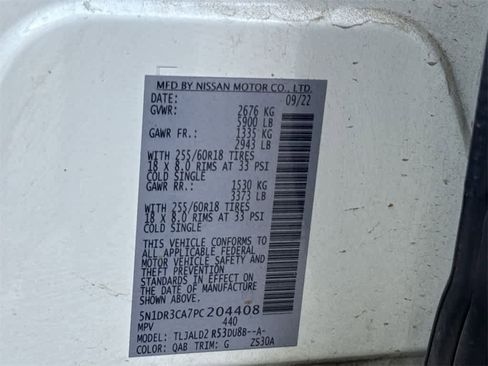 MFD BY NISSAN MOTOR CO., LTD.
DATE: 09/22
GVWR: 2676 KG
5900 LB
GAWR FR.: 1335 KG
2943 LB
WITH 255/60R18 TIRES
18 X 8.0 RIMS AT 33 PSI
COLD SINGLE
GAWR RR.: 1530 KG
3373 LB
WITH 255/60R18 TIRES
18 X 8.0 RIMS AT 33 PSI
COLD SINGLE
THIS VEHICLE CONFORMS TO
ALL APPLICABLE FEDERAL
MOTOR VEHICLE SAFETY AND
THEFT PREVENTION
STANDARDS IN EFFECT ON
THE DATE OF MANUFACTURE
SHOWN ABOVE.
5N1DR3CA7PC204408
MPV 440
MODEL: TLJALD2 R53DU8B--A-
COLOR: QAB TRIM: G ZS30A